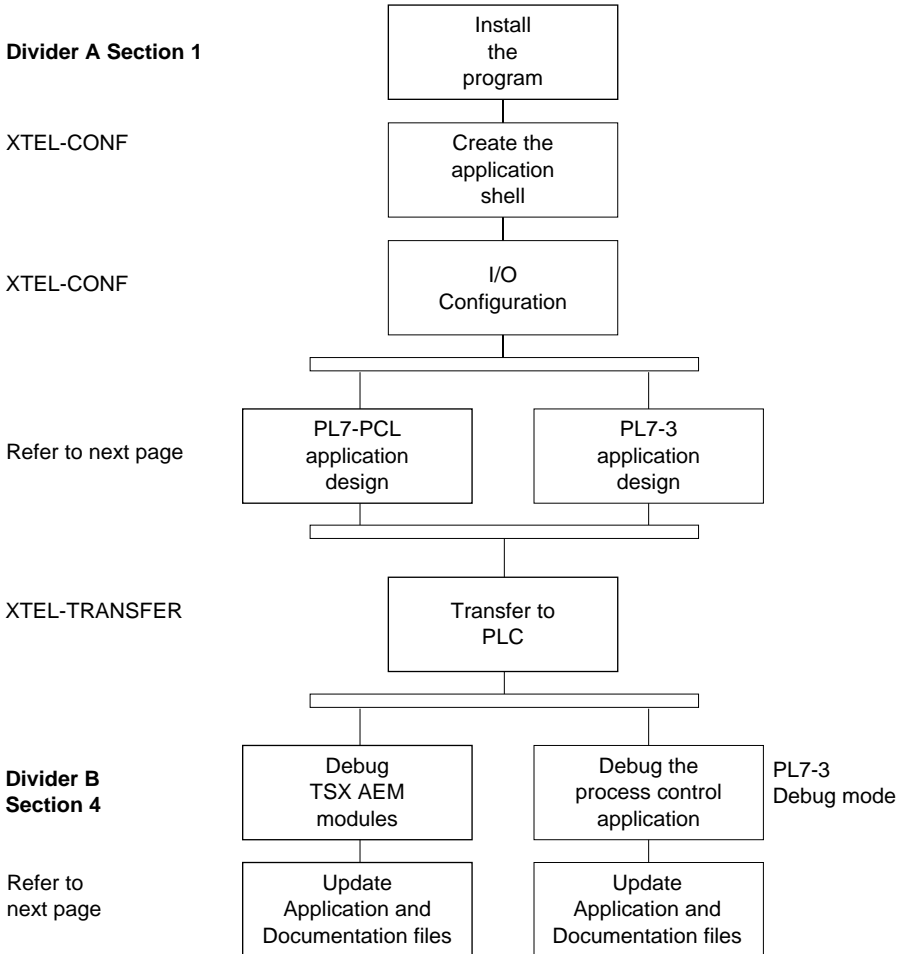 Divider A Section 1
Install
the
program
XTEL-CONF
Create the
application
shell
XTEL-CONF
I/O
Configuration
Refer to next page
PL7-PCL
application
design
PL7-3
application
design
XTEL-TRANSFER
Transfer to
PLC
Divider B
Section 4
Debug
TSX AEM
modules
Debug the
process control
application
PL7-3
Debug mode
Refer to
next page
Update
Application and
Documentation files
Update
Application and
Documentation files